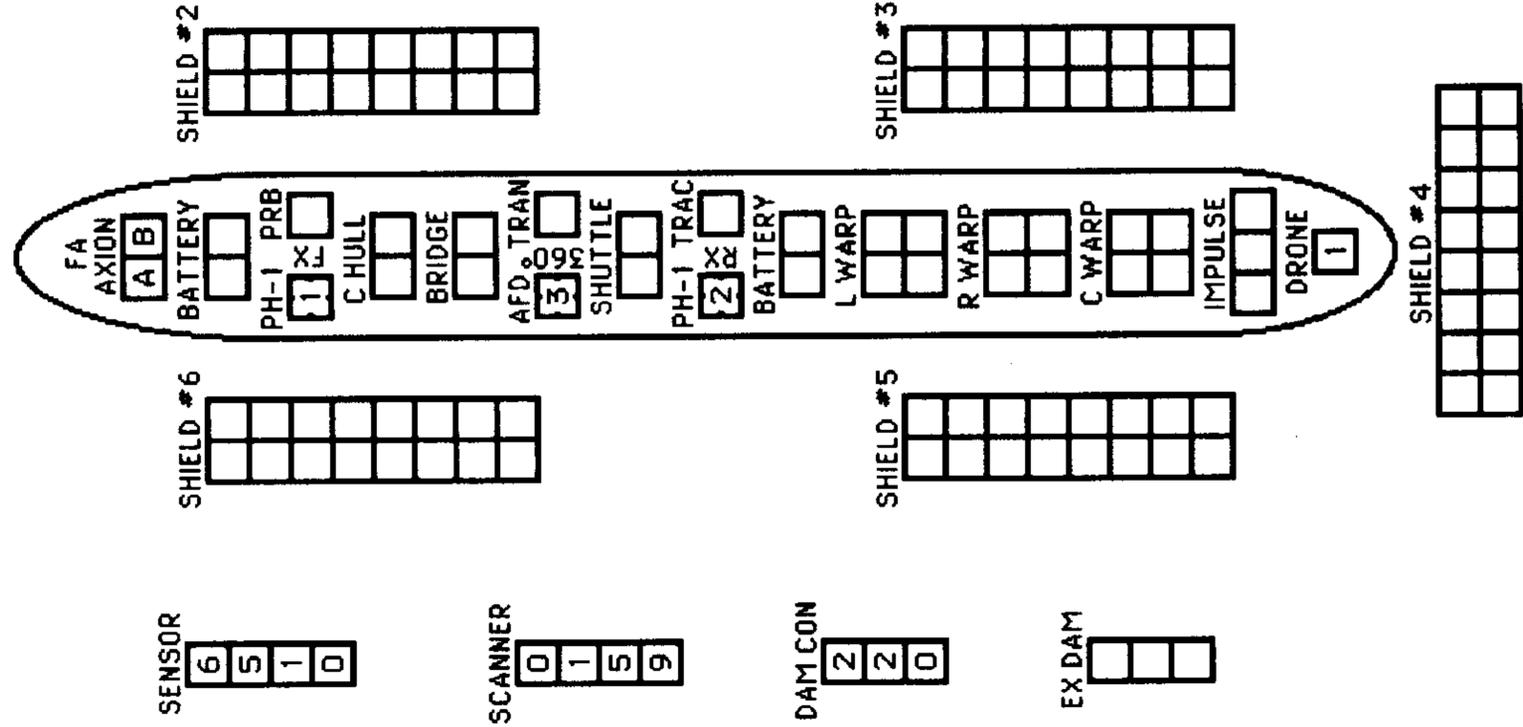 SHIELD #2
SHIELD #3
FA
AXION
A B
BATTERY
PH-1 PRB
1 FX
C HULL
BRIDGE
AFD TRAN
3 360°
SHUTTLE
PH-1 TRAC
2 RX
BATTERY
L WARP
R WARP
C WARP
IMPULSE
DRONE
1
SHIELD #4
SHIELD #6
SHIELD #5
SENSOR
6
5
1
0
SCANNER
0
1
5
9
DAM CON
2
2
0
EX DAM